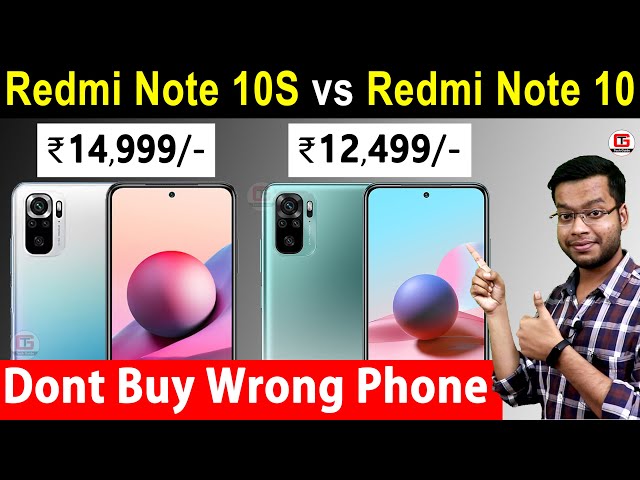 Redmi Note 10S vs Redmi Note 10
₹14,999/- ₹12,499/-
Dont Buy Wrong Phone